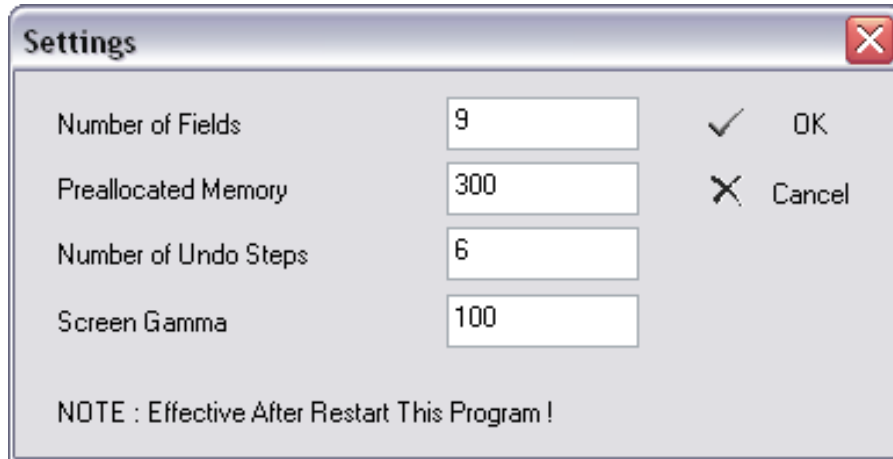 Settings
Number of Fields 9 OK
Preallocated Memory 300 Cancel
Number of Undo Steps 6
Screen Gamma 100
NOTE : Effective After Restart This Program !